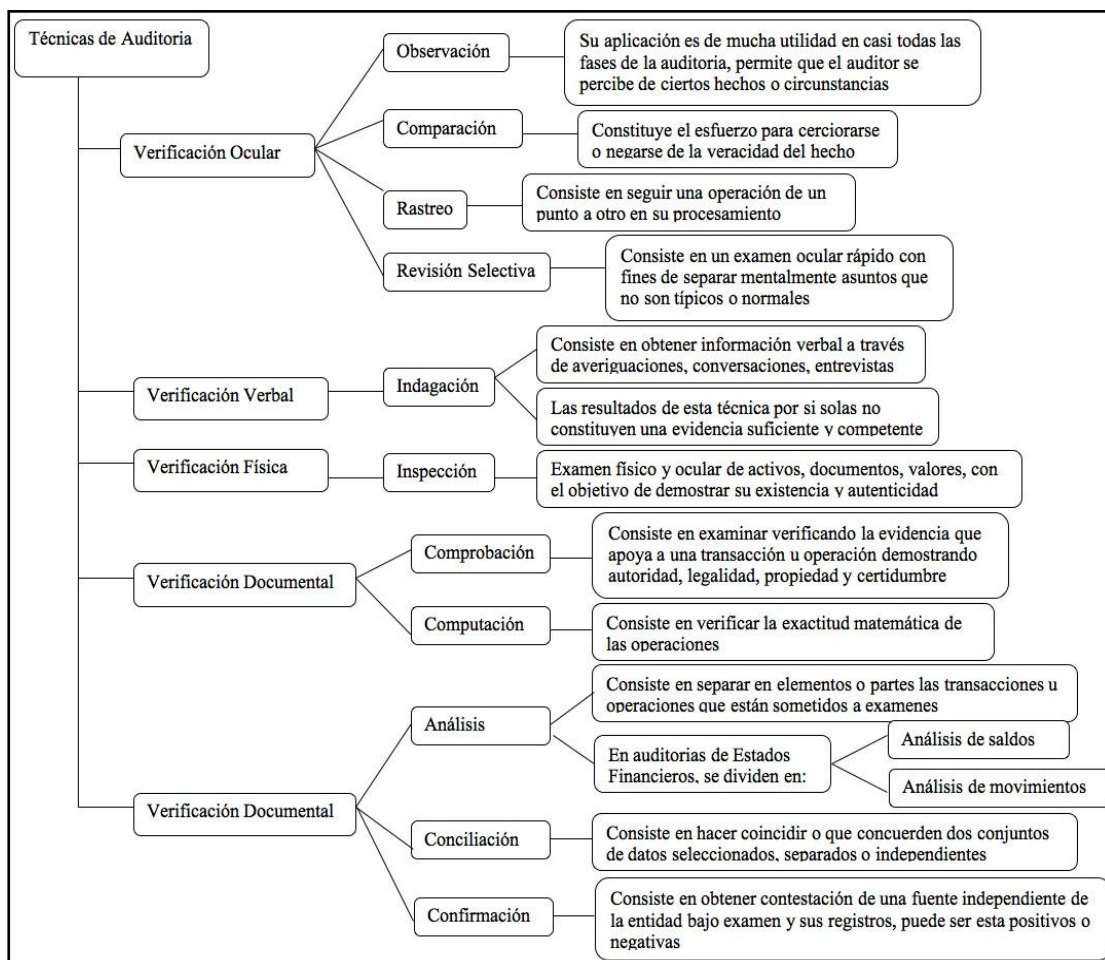 Técnicas de Auditoria
Verificación Ocular
Observación
Su aplicación es de mucha utilidad en casi todas las
fases de la auditoria, permite que el auditor se
percibe de ciertos hechos o circunstancias
Comparación
Constituye el esfuerzo para cerciorarse
o negarse de la veracidad del hecho
Rastreo
Consiste en seguir una operación de un
punto a otro en su procesamiento
Revisión Selectiva
Consiste en un examen ocular rápido con
fines de separar mentalmente asuntos que
no son típicos o normales
Verificación Verbal
Indagación
Consiste en obtener información verbal a través
de averiguaciones, conversaciones, entrevistas
Las resultados de esta técnica por si solas no
constituyen una evidencia suficiente y competente
Verificación Física
Inspección
Examen físico y ocular de activos, documentos, valores, con
el objetivo de demostrar su existencia y autenticidad
Verificación Documental
Comprobación
Consiste en examinar verificando la evidencia que
apoya a una transacción u operación demostrando
autoridad, legalidad, propiedad y certidumbre
Computación
Consiste en verificar la exactitud matemática de
las operaciones
Verificación Documental
Análisis
Consiste en separar en elementos o partes las transacciones u
operaciones que están sometidos a examenes
En auditorias de Estados
Financieros, se dividen en:
Análisis de saldos
Análisis de movimientos
Conciliación
Consiste en hacer coincidir o que concuerden dos conjuntos
de datos seleccionados, separados o independientes
Confirmación
Consiste en obtener contestación de una fuente independiente de
la entidad bajo examen y sus registros, puede ser esta positivos o
negativas